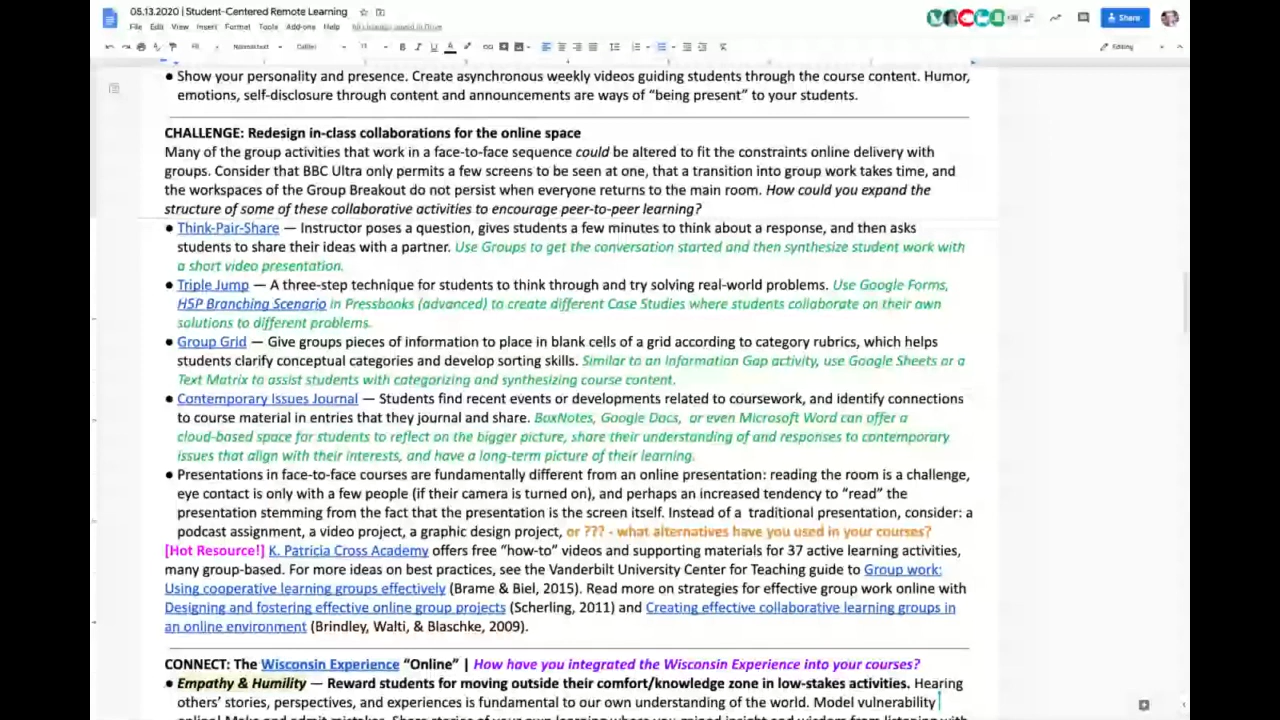 05.13.2020 | Student-Centered Remote Learning
File Edit View Insert Format Tools Add-ons Help
Share
Editing
● Show your personality and presence. Create asynchronous weekly videos guiding students through the course content. Humor,
emotions, self-disclosure through content and announcements are ways of “being present” to your students.
CHALLENGE: Redesign in-class collaborations for the online space
Many of the group activities that work in a face-to-face sequence could be altered to fit the constraints online delivery with
groups. Consider that BBC Ultra only permits a few screens to be seen at one, that a transition into group work takes time, and
the workspaces of the Group Breakout do not persist when everyone returns to the main room. How could you expand the
structure of some of these collaborative activities to encourage peer-to-peer learning?
● Think-Pair-Share — Instructor poses a question, gives students a few minutes to think about a response, and then asks
students to share their ideas with a partner. Use Groups to get the conversation started and then synthesize student work with
a short video presentation.
● Triple Jump — A three-step technique for students to think through and try solving real-world problems. Use Google Forms,
H5P Branching Scenario in Pressbooks (advanced) to create different Case Studies where students collaborate on their own
solutions to different problems.
● Group Grid — Give groups pieces of information to place in blank cells of a grid according to category rubrics, which helps
students clarify conceptual categories and develop sorting skills. Similar to an Information Gap activity, use Google Sheets or a
Text Matrix to assist students with categorizing and synthesizing course content.
● Contemporary Issues Journal — Students find recent events or developments related to coursework, and identify connections
to course material in entries that they journal and share. BoxNotes, Google Docs, or even Microsoft Word can offer a
cloud-based space for students to reflect on the bigger picture, share their understanding of and responses to contemporary
issues that align with their interests, and have a long-term picture of their learning.
● Presentations in face-to-face courses are fundamentally different from an online presentation: reading the room is a challenge,
eye contact is only with a few people (if their camera is turned on), and perhaps an increased tendency to “read” the
presentation stemming from the fact that the presentation is the screen itself. Instead of a traditional presentation, consider: a
podcast assignment, a video project, a graphic design project, or ??? - what alternatives have you used in your courses?
[Hot Resource!] K. Patricia Cross Academy offers free “how-to” videos and supporting materials for 37 active learning activities,
many group-based. For more ideas on best practices, see the Vanderbilt University Center for Teaching guide to Group work:
Using cooperative learning groups effectively (Brame & Biel, 2015). Read more on strategies for effective group work online with
Designing and fostering effective online group projects (Scherling, 2011) and Creating effective collaborative learning groups in
an online environment (Brindley, Walti, & Blaschke, 2009).
CONNECT: The Wisconsin Experience “Online” | How have you integrated the Wisconsin Experience into your courses?
● Empathy & Humility — Reward students for moving outside their comfort/knowledge zone in low-stakes activities. Hearing
others’ stories, perspectives, and experiences is fundamental to our own understanding of the world. Model vulnerability